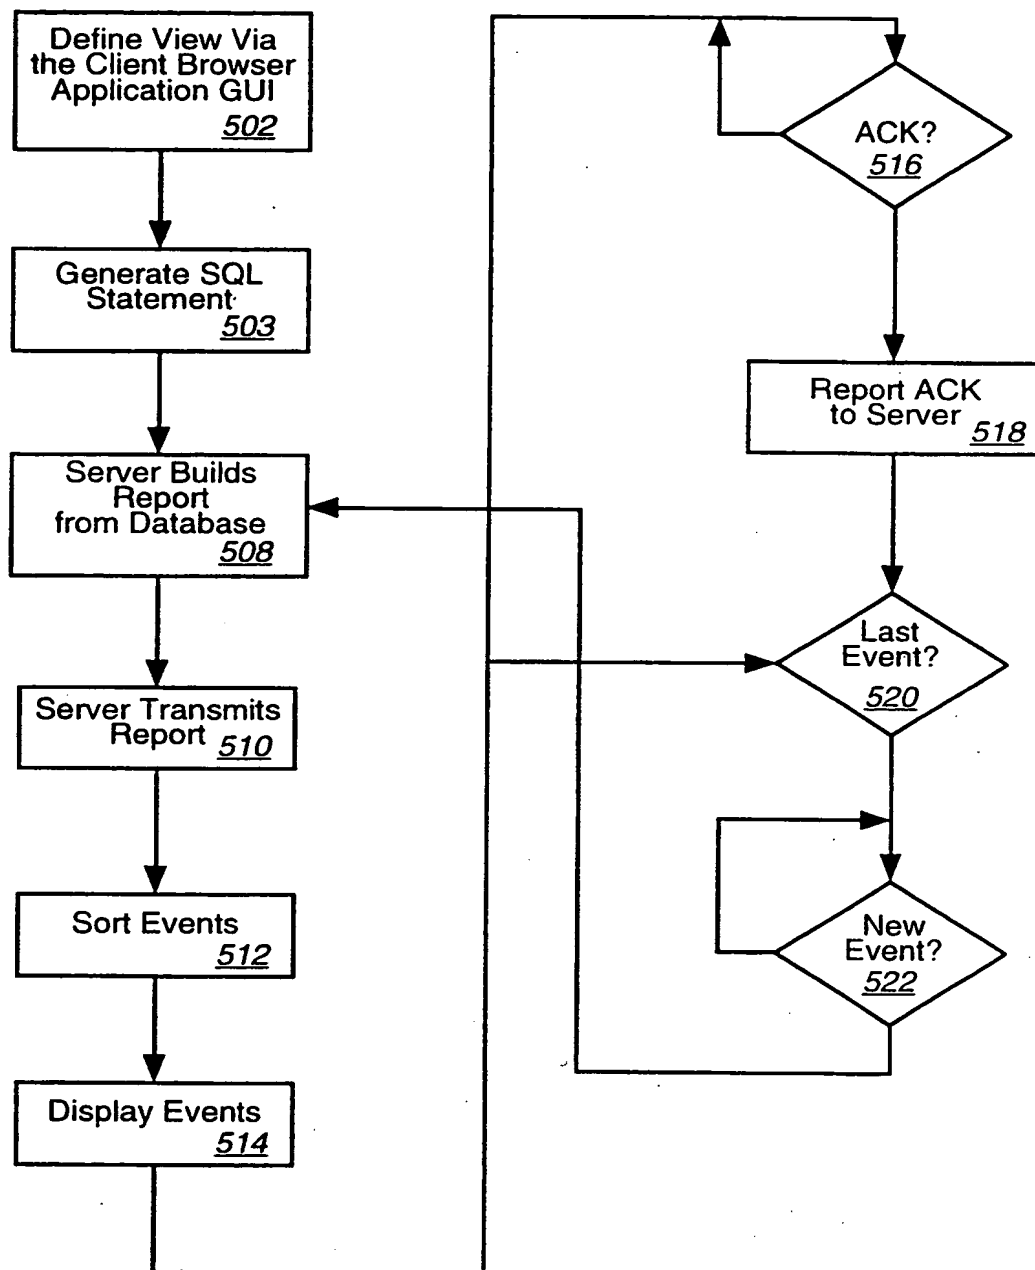 Define View Via
the Client Browser
Application GUI
502
Generate SQL
Statement
503
Server Builds
Report
from Database
508
Server Transmits
Report 510
Sort Events
512
Display Events
514
ACK?
516
Report ACK
to Server 518
Last
Event?
520
New
Event?
522